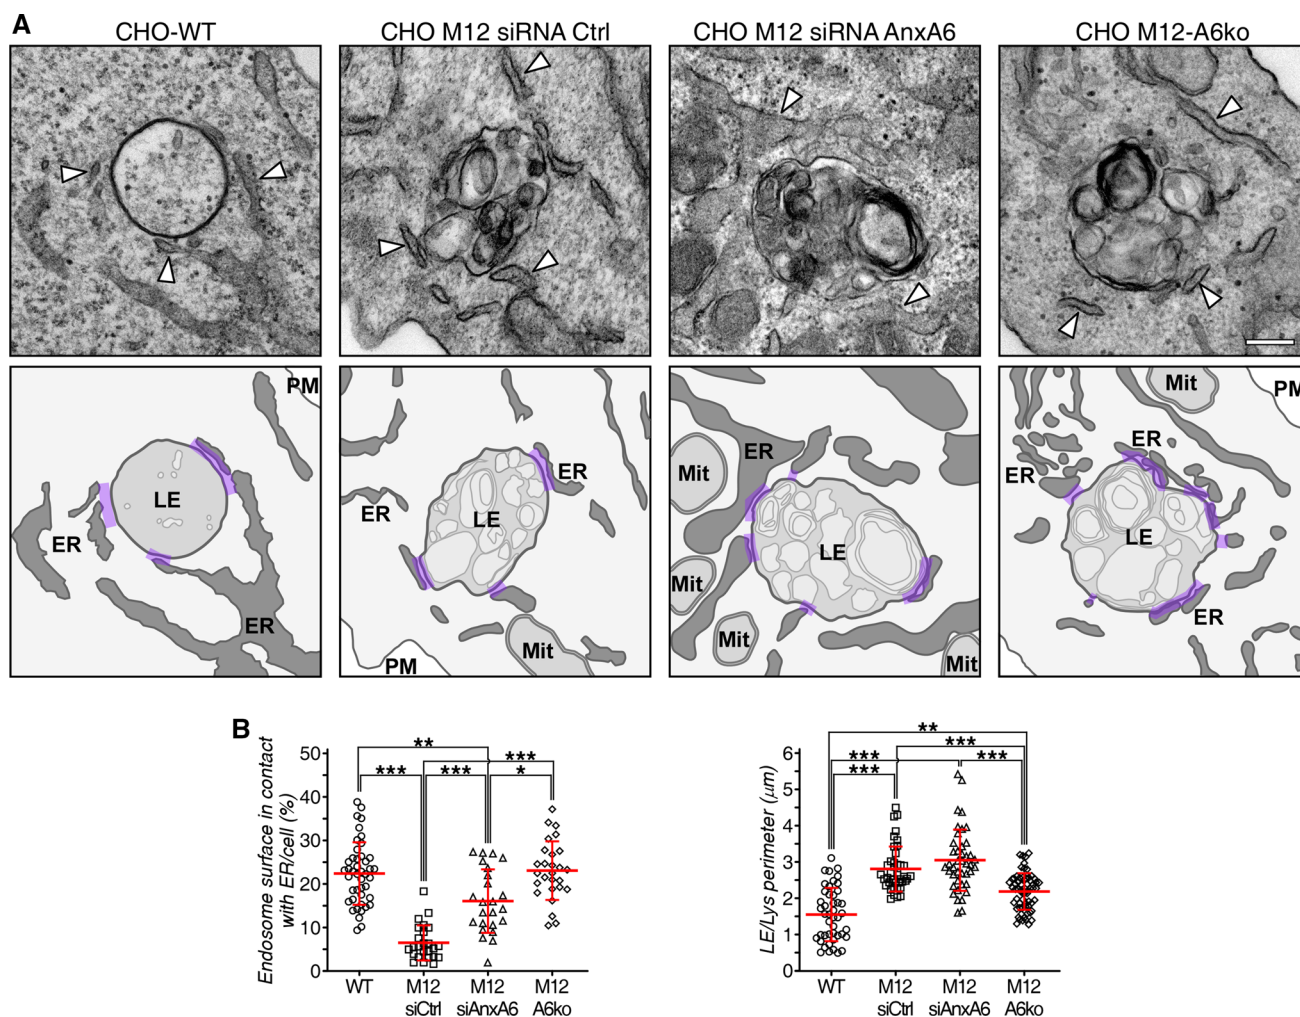 A
CHO-WT
CHO M12 siRNA Ctrl
CHO M12 siRNA AnxA6
CHO M12-A6ko
PM
LE
ER
ER
ER
LE
ER
Mit
PM
Mit
ER
Mit
LE
Mit
Mit
Mit
PM
ER
ER
LE
ER
B
Endosome surface in contact
with ER/cell (%)
50
40
30
20
10
0
**
***
***
***
*
WT
M12
siCtrl
M12
siAnxA6
M12
A6ko
LE/Lys perimeter (μm)
6
5
4
3
2
1
0
**
***
***
***
***
WT
M12
siCtrl
M12
siAnxA6
M12
A6ko